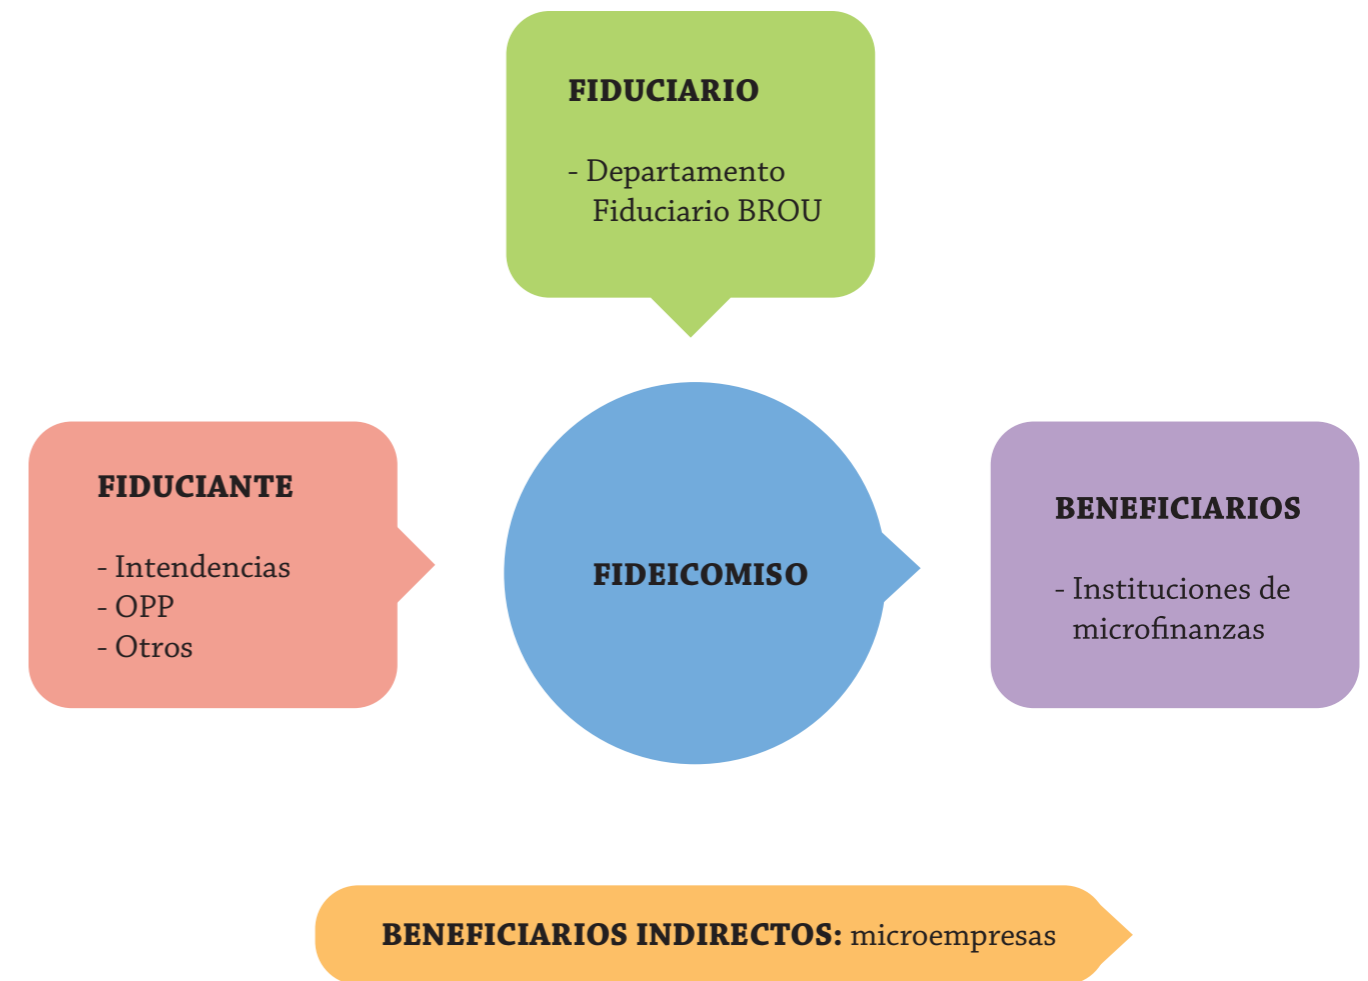 FIDUCIARIO
- Departamento
Fiduciario BROU
FIDUCIANTE
- Intendencias
- OPP
- Otros
FIDEICOMISO
BENEFICIARIOS
- Instituciones de
microfinanzas
BENEFICIARIOS INDIRECTOS: microempresas